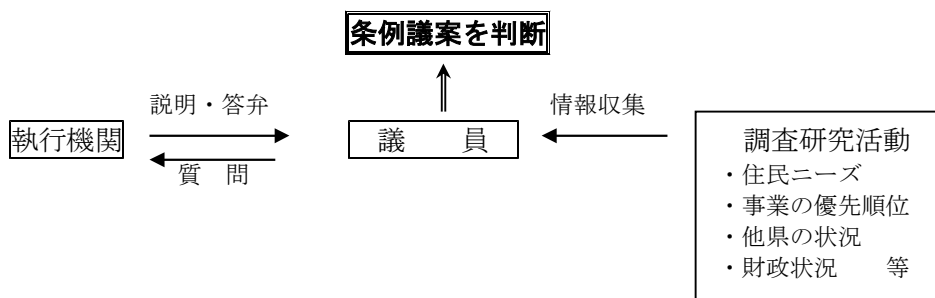 条例議案を判断
説明・答弁
情報収集
執行機関
議　　員
質　問
調査研究活動
・住民ニーズ
・事業の優先順位
・他県の状況
・財政状況　　等